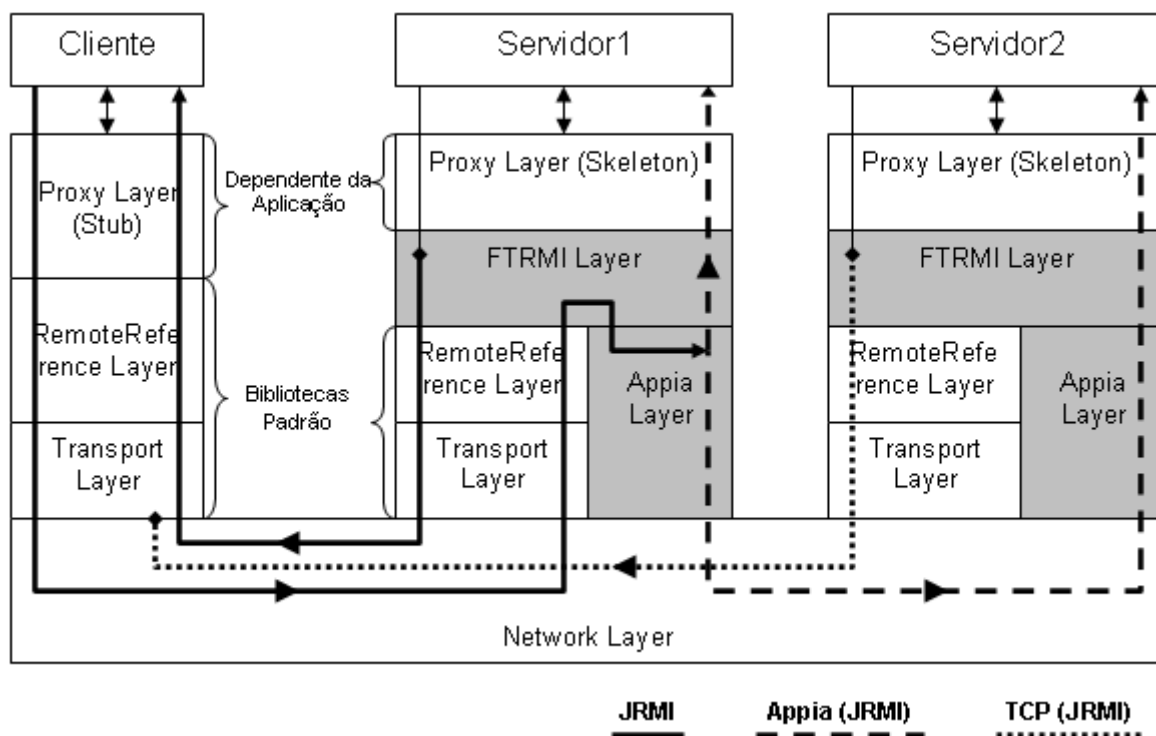 Cliente
Servidor1
Servidor2
Proxy Layer
(Stub)
Dependente da
Aplicação
Proxy Layer (Skeleton)
Proxy Layer (Skeleton)
FTRMI Layer
FTRMI Layer
RemoteRefe
rence Layer
Bibliotecas
Padrão
RemoteRefe
rence Layer
Appia
Layer
RemoteRefe
rence Layer
Appia
Layer
Transport
Layer
Transport
Layer
Transport
Layer
Network Layer
JRMI
Appia (JRMI)
TCP (JRMI)